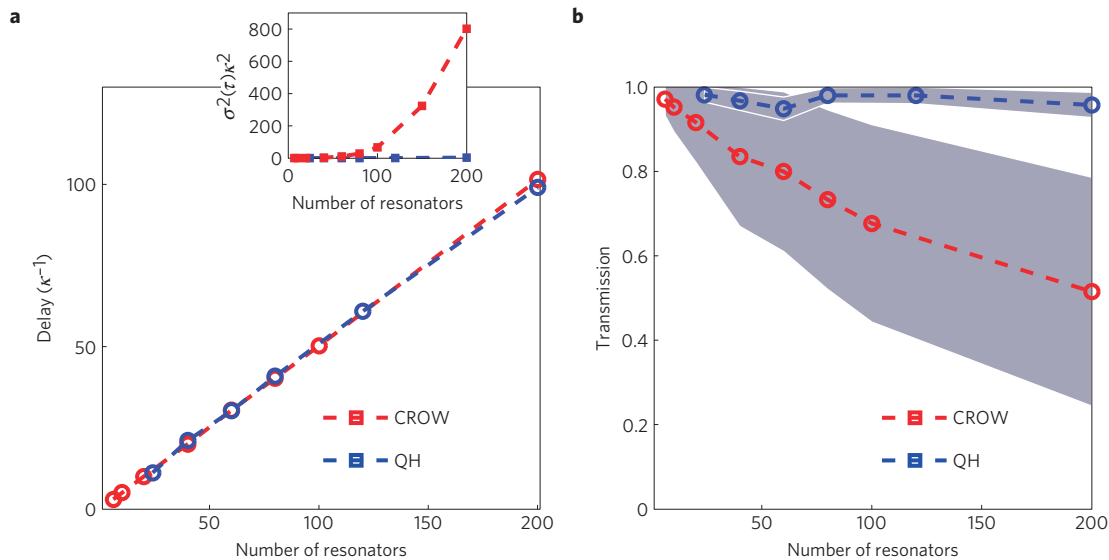 a
800
600
400
200
0
σ²(τ)κ²
0
100
200
Number of resonators
100
50
0
Delay (κ⁻¹)
50
100
150
200
Number of resonators
CROW
QH
b
1.0
0.8
0.6
0.4
0.2
0
Transmission
50
100
150
200
Number of resonators
CROW
QH